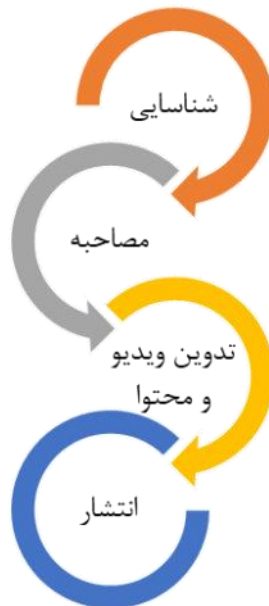 شناسایی
مصاحبه
تدوین ویدیو
و محتوا
انتشار